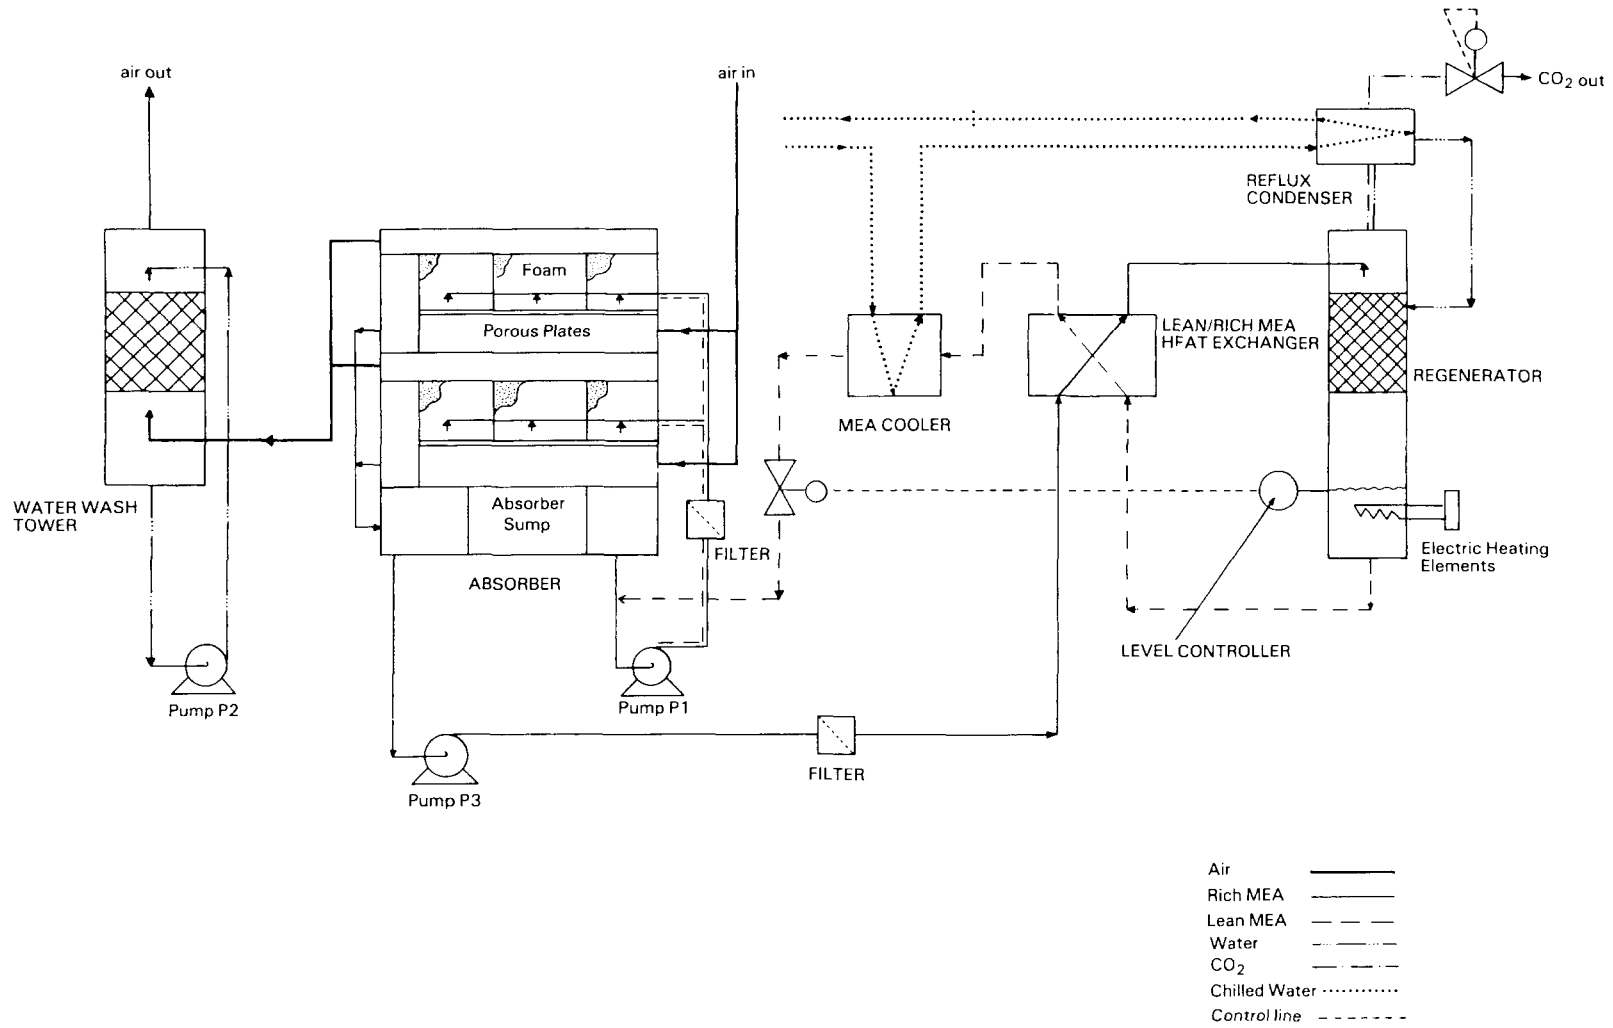 air out
air in
CO2 out
REFLUX
CONDENSER
Foam
Porous Plates
LEAN/RICH MEA
HEAT EXCHANGER
REGENERATOR
MEA COOLER
WATER WASH
TOWER
Absorber
Sump
FILTER
ABSORBER
Electric Heating
Elements
LEVEL CONTROLLER
Pump P2
Pump P1
FILTER
Pump P3
Air
Rich MEA
Lean MEA
Water
CO2
Chilled Water
Control line